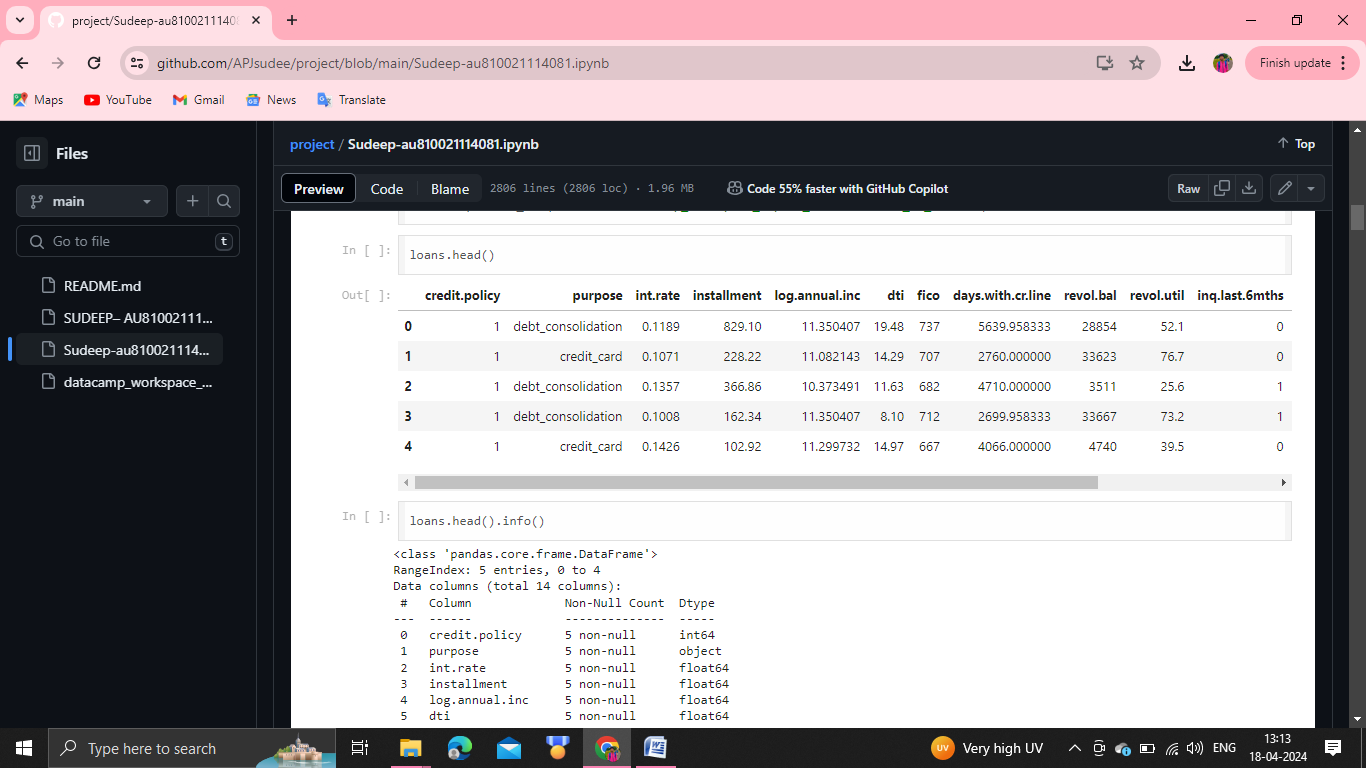 project/Sudeep-au81002111408
Finish update
github.com/APJsudee/project/blob/main/Sudeep-au810021114081.ipynb
Maps YouTube Gmail News Translate
Files
project / Sudeep-au810021114081.ipynb
Top
main
Preview Code Blame 2806 lines (2806 loc) · 1.96 MB Code 55% faster with GitHub Copilot Raw
Go to file t
README.md
SUDEEP– AU81002111...
Sudeep-au810021114...
datacamp_workspace_...
In [ ]: loans.head()
Out[ ]: credit.policy purpose int.rate installment log.annual.inc dti fico days.with.cr.line revol.bal revol.util inq.last.6mths
0 1 debt_consolidation 0.1189 829.10 11.350407 19.48 737 5639.958333 28854 52.1 0
1 1 credit_card 0.1071 228.22 11.082143 14.29 707 2760.000000 33623 76.7 0
2 1 debt_consolidation 0.1357 366.86 10.373491 11.63 682 4710.000000 3511 25.6 1
3 1 debt_consolidation 0.1008 162.34 11.350407 8.10 712 2699.958333 33667 73.2 1
4 1 credit_card 0.1426 102.92 11.299732 14.97 667 4066.000000 4740 39.5 0
In [ ]: loans.head().info()
<class 'pandas.core.frame.DataFrame'>
RangeIndex: 5 entries, 0 to 4
Data columns (total 14 columns):
# Column Non-Null Count Dtype
--- ------ -------------- -----
0 credit.policy 5 non-null int64
1 purpose 5 non-null object
2 int.rate 5 non-null float64
3 installment 5 non-null float64
4 log.annual.inc 5 non-null float64
5 dti 5 non-null float64
Type here to search
Very high UV
ENG
13:13
18-04-2024